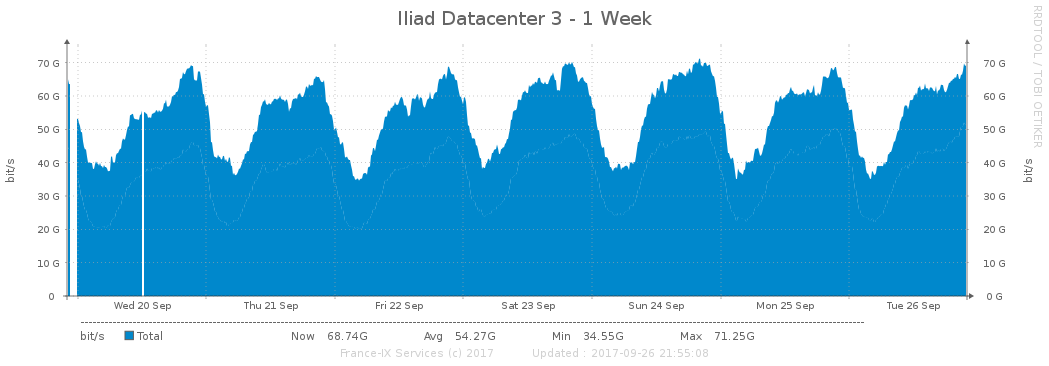 Iliad Datacenter 3 - 1 Week
RRDTOOL / TOBI OETIKER
bit/s
bit/s
70 G 70 G
60 G 60 G
50 G 50 G
40 G 40 G
30 G 30 G
20 G 20 G
10 G 10 G
0 0 G
Wed 20 Sep Thu 21 Sep Fri 22 Sep Sat 23 Sep Sun 24 Sep Mon 25 Sep Tue 26 Sep
bit/s Total Now 68.74G Avg 54.27G Min 34.55G Max 71.25G
France-IX Services (c) 2017 Updated : 2017-09-26 21:55:08